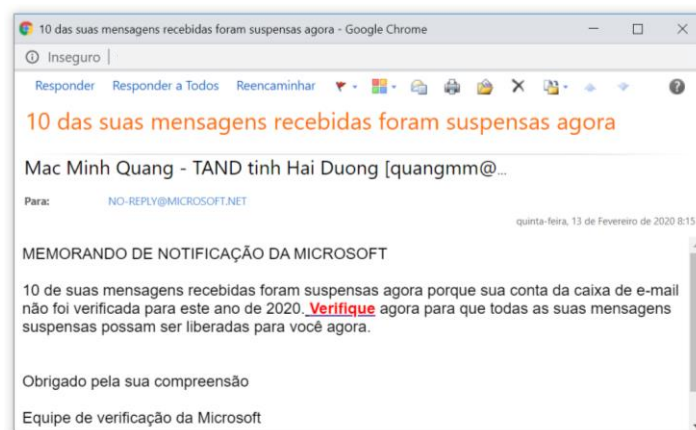 10 das suas mensagens recebidas foram suspensas agora - Google Chrome
Inseguro
Responder Responder a Todos Reencaminhar
10 das suas mensagens recebidas foram suspensas agora
Mac Minh Quang - TAND tinh Hai Duong [quangmm@...
Para: NO-REPLY@MICROSOFT.NET
quinta-feira, 13 de Fevereiro de 2020 8:15
MEMORANDO DE NOTIFICAÇÃO DA MICROSOFT
10 de suas mensagens recebidas foram suspensas agora porque sua conta da caixa de e-mail
não foi verificada para este ano de 2020. Verifique agora para que todas as suas mensagens
suspensas possam ser liberadas para você agora.
Obrigado pela sua compreensão
Equipe de verificação da Microsoft